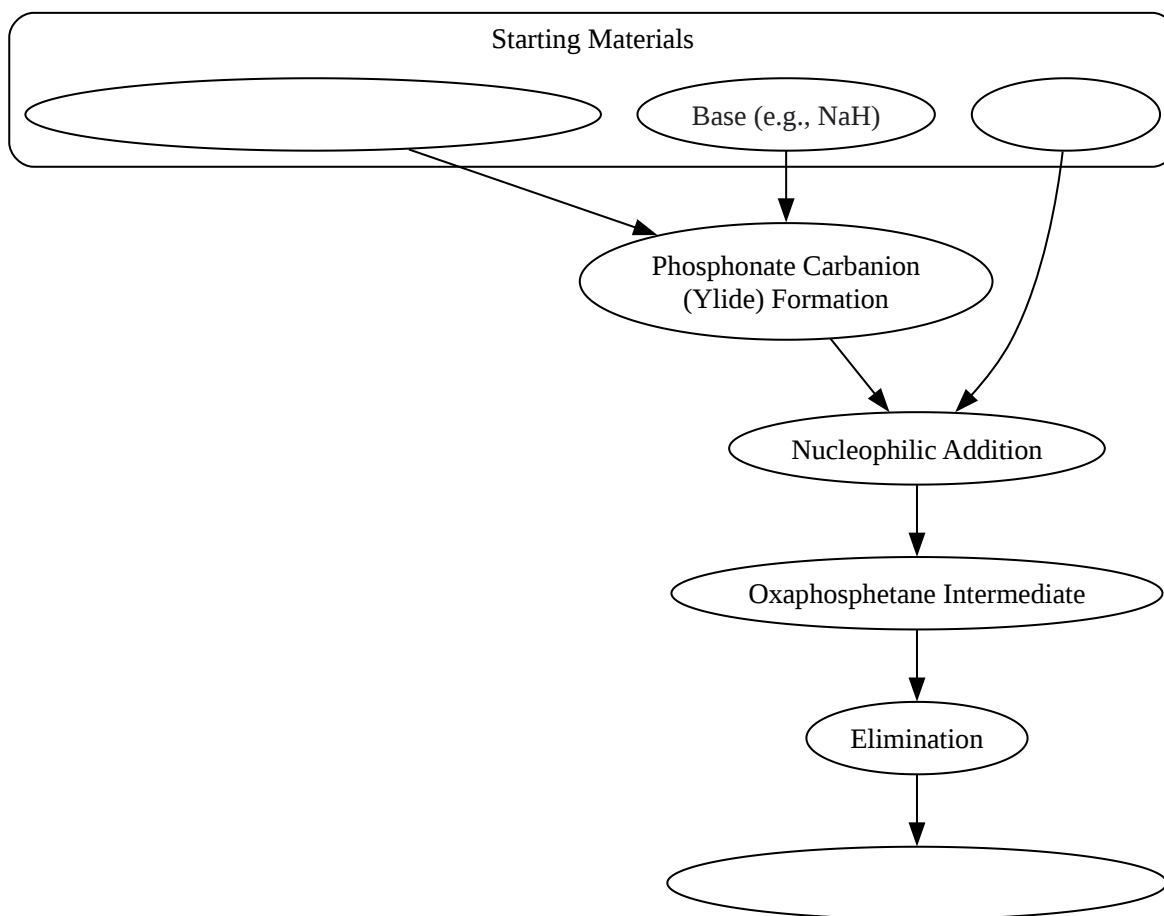 Starting Materials
Base (e.g., NaH)
Phosphonate Carbanion
(Ylide) Formation
Nucleophilic Addition
Oxaphosphetane Intermediate
Elimination